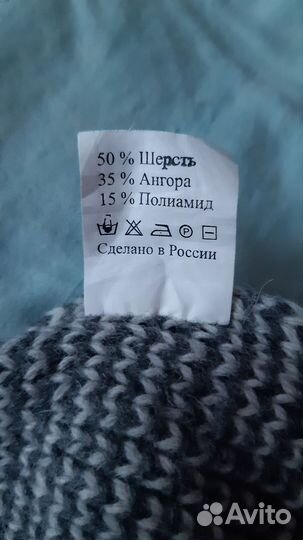 50 % Шерсть
35 % Ангора
15 % Полиамид
Сделано в России
Avito